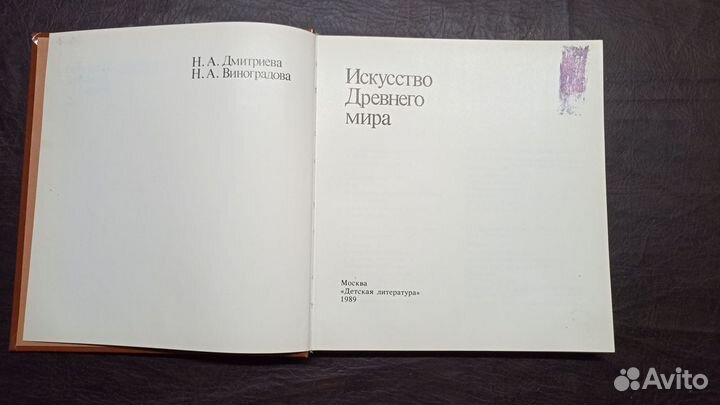 Н. А. Дмитриева
Н. А. Виноградова
Искусство
Древнего
мира
Москва
«Детская литература»
1989
Avito